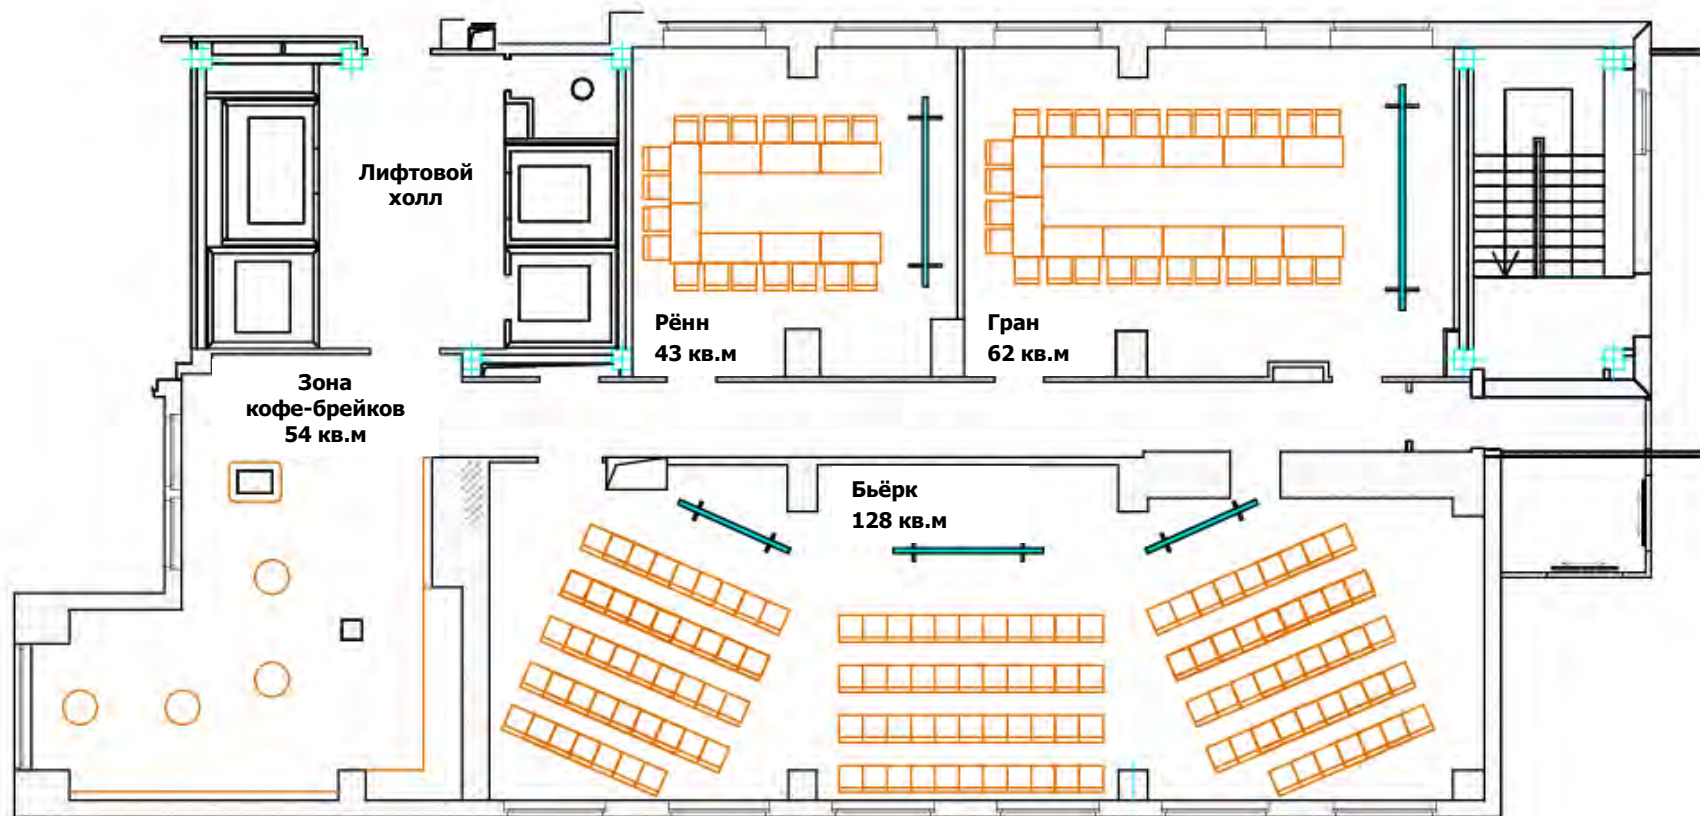 Лифтовой
холл
Рённ
43 кв.м
Гран
62 кв.м
Зона
кофе-брейков
54 кв.м
Бьёрк
128 кв.м